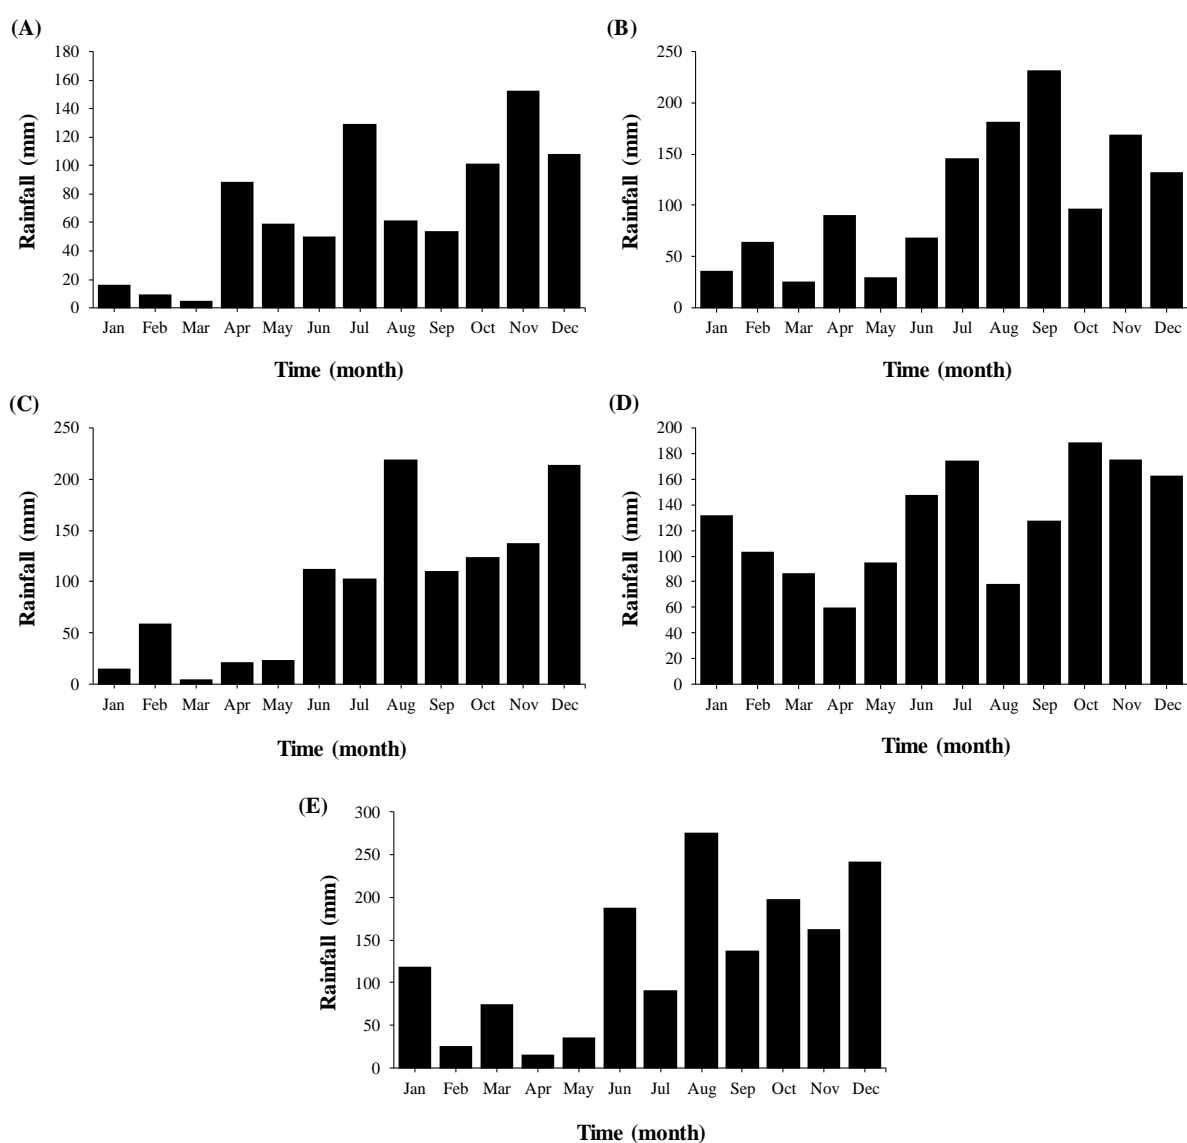 (A)
180
160
140
120
100
80
60
40
20
0
Rainfall (mm)
Jan Feb Mar Apr May Jun Jul Aug Sep Oct Nov Dec
Time (month)
(B)
250
200
150
100
50
0
Rainfall (mm)
Jan Feb Mar Apr May Jun Jul Aug Sep Oct Nov Dec
Time (month)
(C)
250
200
150
100
50
0
Rainfall (mm)
Jan Feb Mar Apr May Jun Jul Aug Sep Oct Nov Dec
Time (month)
(D)
200
180
160
140
120
100
80
60
40
20
0
Rainfall (mm)
Jan Feb Mar Apr May Jun Jul Aug Sep Oct Nov Dec
Time (month)
(E)
300
250
200
150
100
50
0
Rainfall (mm)
Jan Feb Mar Apr May Jun Jul Aug Sep Oct Nov Dec
Time (month)